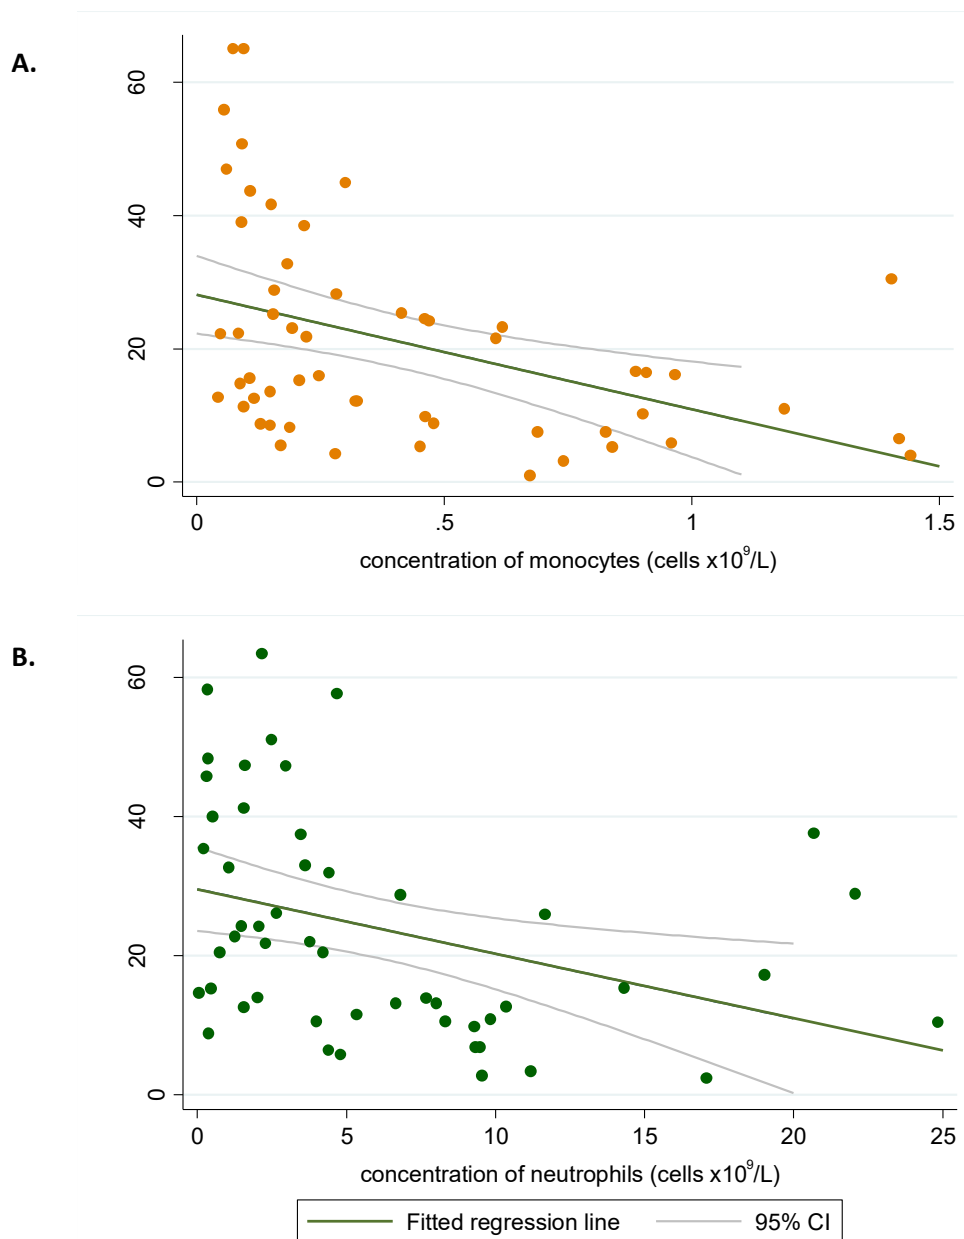 A.
60
40
20
0
0 .5 1 1.5
concentration of monocytes (cells x10⁹/L)
B.
60
40
20
0
0 5 10 15 20 25
concentration of neutrophils (cells x10⁹/L)
Fitted regression line 95% CI